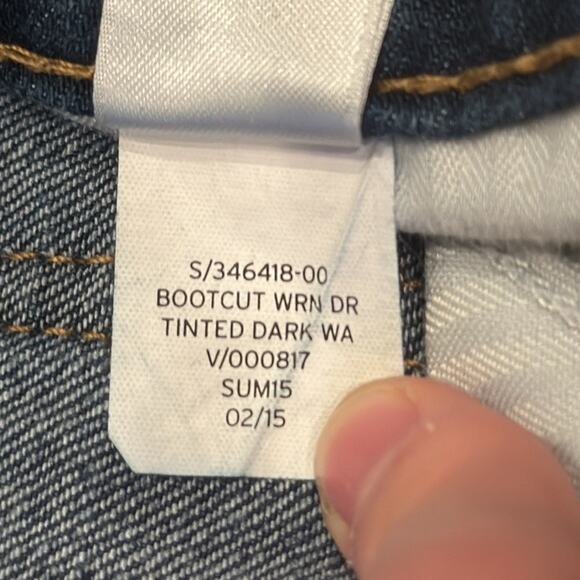 S/346418-00
BOOTCUT WRN DR
TINTED DARK WA
V/000817
SUM15
02/15